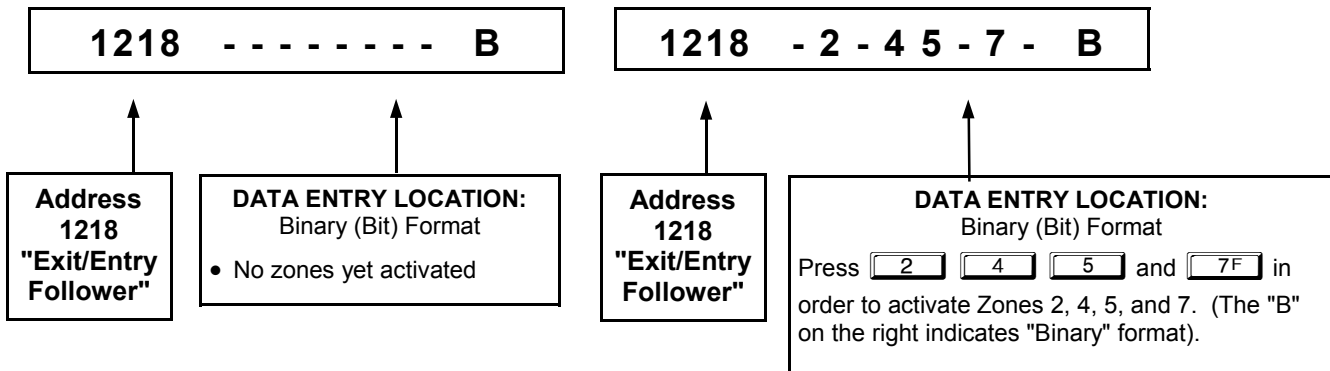 1218 - - - - - - - - B
1218 - 2 - 4 5 - 7 - B
Address
1218
"Exit/Entry
Follower"
DATA ENTRY LOCATION:
Binary (Bit) Format
• No zones yet activated
Address
1218
"Exit/Entry
Follower"
DATA ENTRY LOCATION:
Binary (Bit) Format
Press 2 4 5 and 7F in
order to activate Zones 2, 4, 5, and 7. (The "B"
on the right indicates "Binary" format).